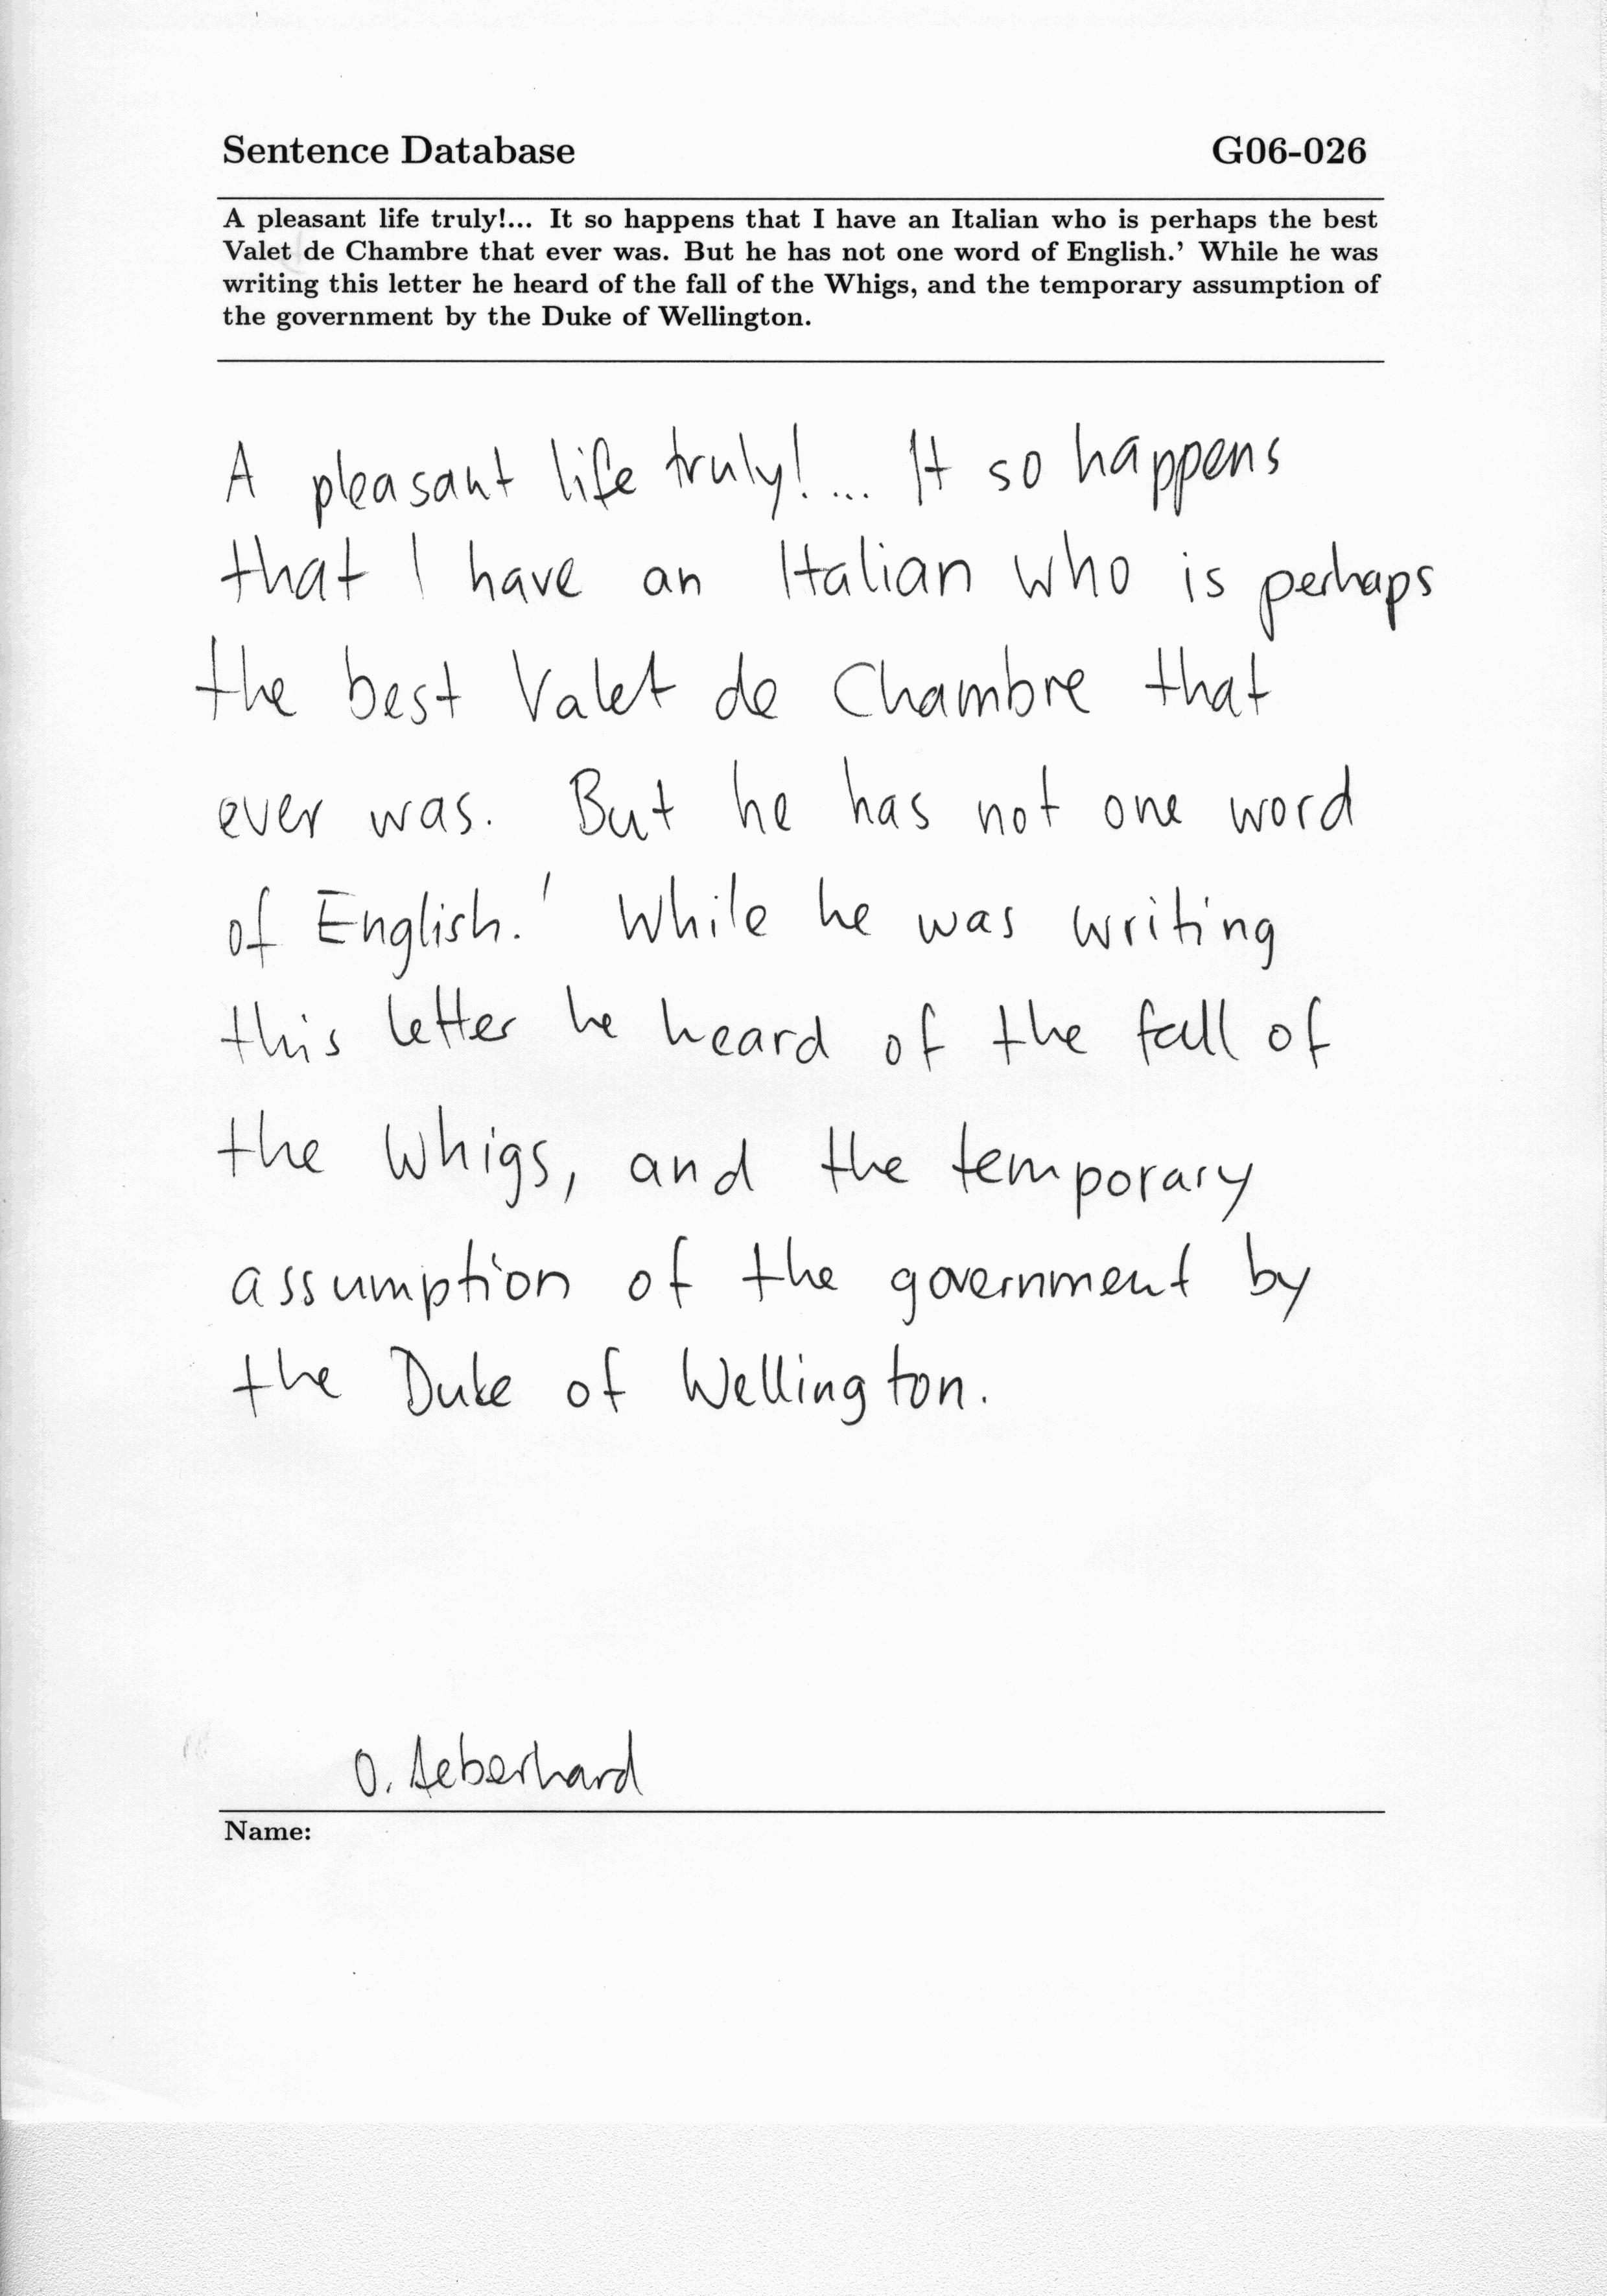 Sentence Database G06-026
A pleasant life truly!... It so happens that I have an Italian who is perhaps the best
Valet de Chambre that ever was. But he has not one word of English.' While he was
writing this letter he heard of the fall of the Whigs, and the temporary assumption of
the government by the Duke of Wellington.
A pleasant life truly!... It so happens
that I have an Italian who is perhaps
the best Valet de Chambre that
ever was. But he has not one word
of English.' While he was writing
this letter he heard of the fall of
the Whigs, and the temporary
assumption of the government by
the Duke of Wellington.
O. Aeberhard
Name: